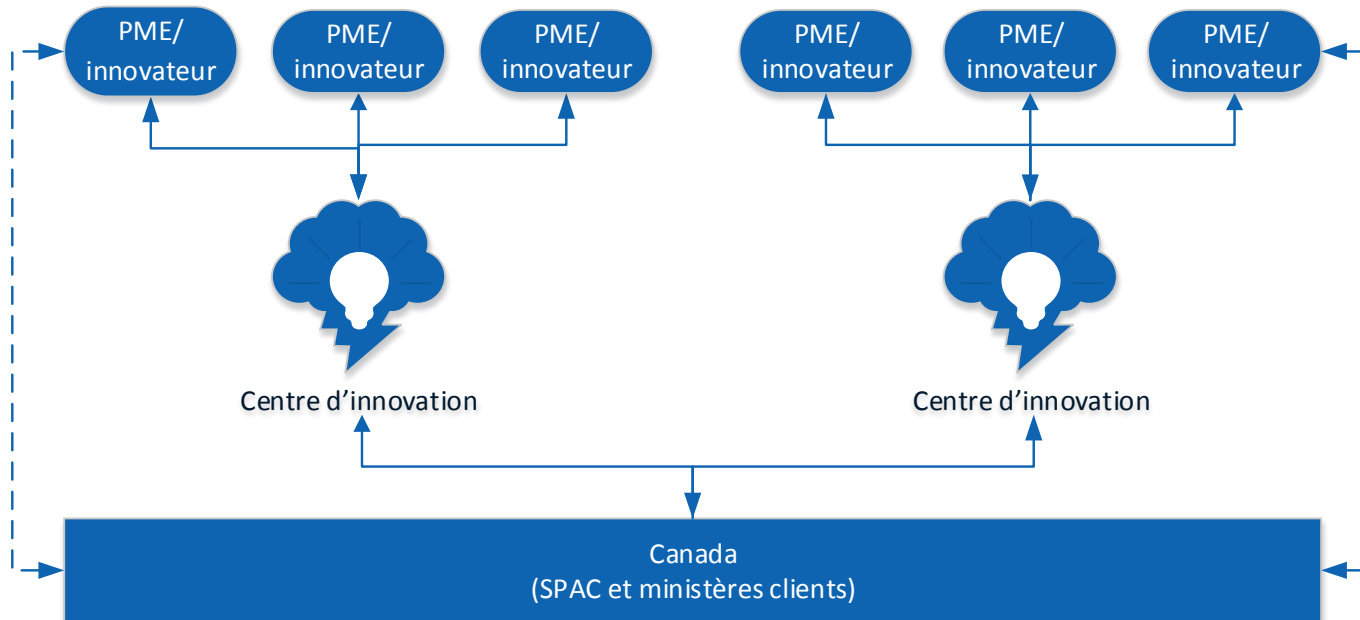 PME/
innovateur
PME/
innovateur
PME/
innovateur
PME/
innovateur
PME/
innovateur
PME/
innovateur
Centre d’innovation
Centre d’innovation
Canada
(SPAC et ministères clients)